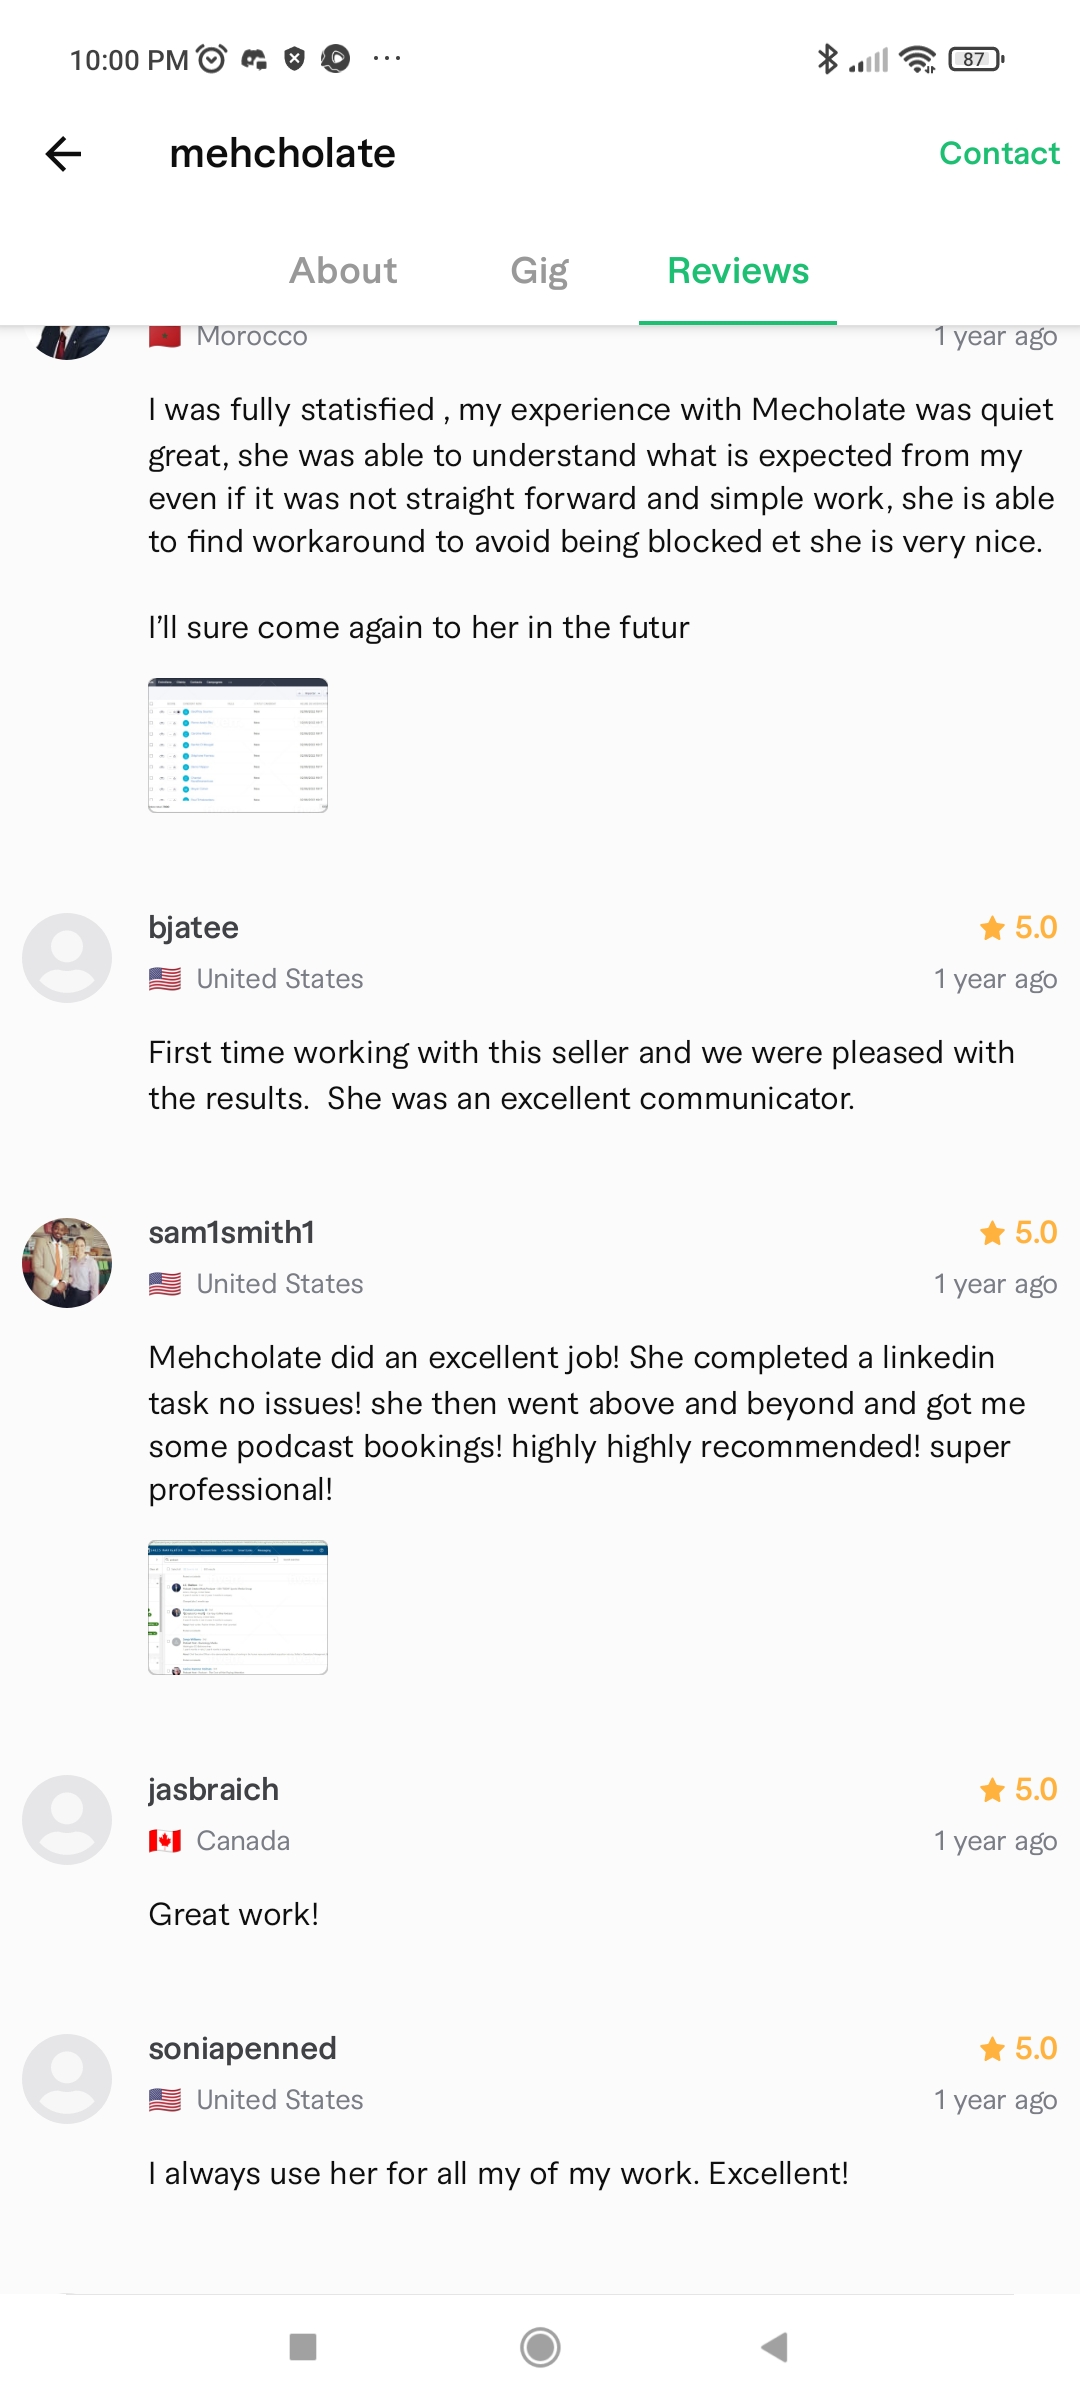 10:00 PM
87
mehcholate
Contact
About
Gig
Reviews
Morocco
1 year ago
I was fully statisfied , my experience with Mecholate was quiet
great, she was able to understand what is expected from my
even if it was not straight forward and simple work, she is able
to find workaround to avoid being blocked et she is very nice.
I'll sure come again to her in the futur
bjatee
5.0
United States
1 year ago
First time working with this seller and we were pleased with
the results.  She was an excellent communicator.
sam1smith1
5.0
United States
1 year ago
Mehcholate did an excellent job! She completed a linkedin
task no issues! she then went above and beyond and got me
some podcast bookings! highly highly recommended! super
professional!
jasbraich
5.0
Canada
1 year ago
Great work!
soniapenned
5.0
United States
1 year ago
I always use her for all my of my work. Excellent!